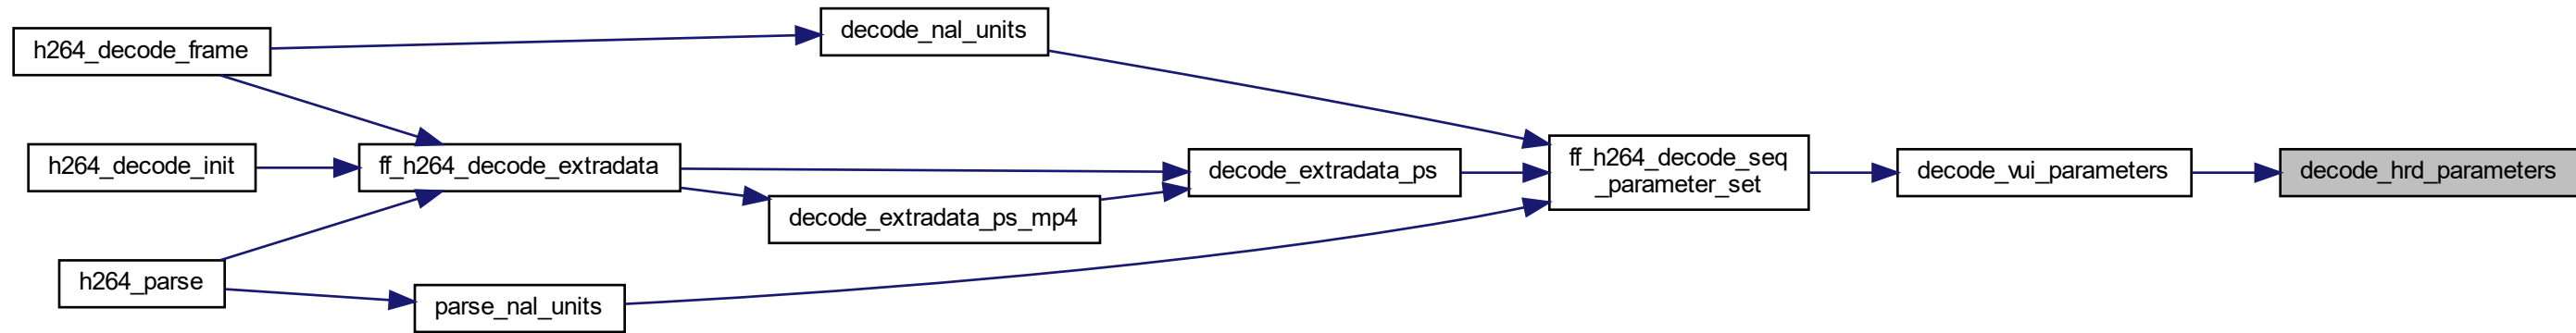 h264_decode_frame
decode_nal_units
h264_decode_init
ff_h264_decode_extradata
decode_extradata_ps
ff_h264_decode_seq
_parameter_set
decode_vui_parameters
decode_hrd_parameters
decode_extradata_ps_mp4
h264_parse
parse_nal_units